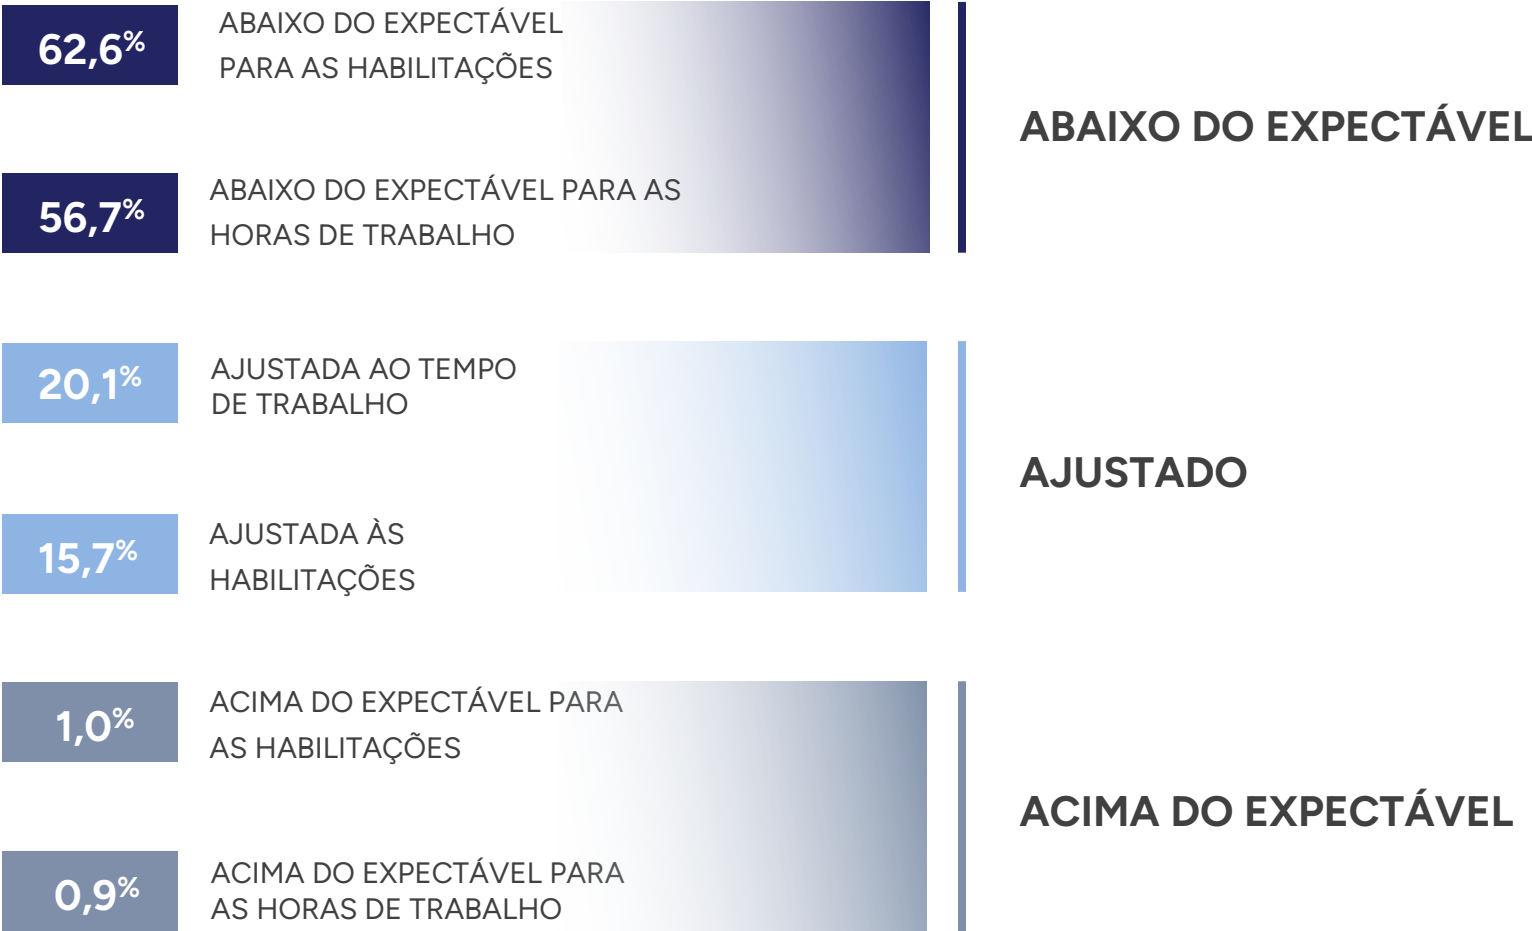 62,6%
ABAIXO DO EXPECTÁVEL
PARA AS HABILITAÇÕES
56,7%
ABAIXO DO EXPECTÁVEL PARA AS
HORAS DE TRABALHO
ABAIXO DO EXPECTÁVEL
20,1%
AJUSTADA AO TEMPO
DE TRABALHO
15,7%
AJUSTADA ÀS
HABILITAÇÕES
AJUSTADO
1,0%
ACIMA DO EXPECTÁVEL PARA
AS HABILITAÇÕES
0,9%
ACIMA DO EXPECTÁVEL PARA
AS HORAS DE TRABALHO
ACIMA DO EXPECTÁVEL